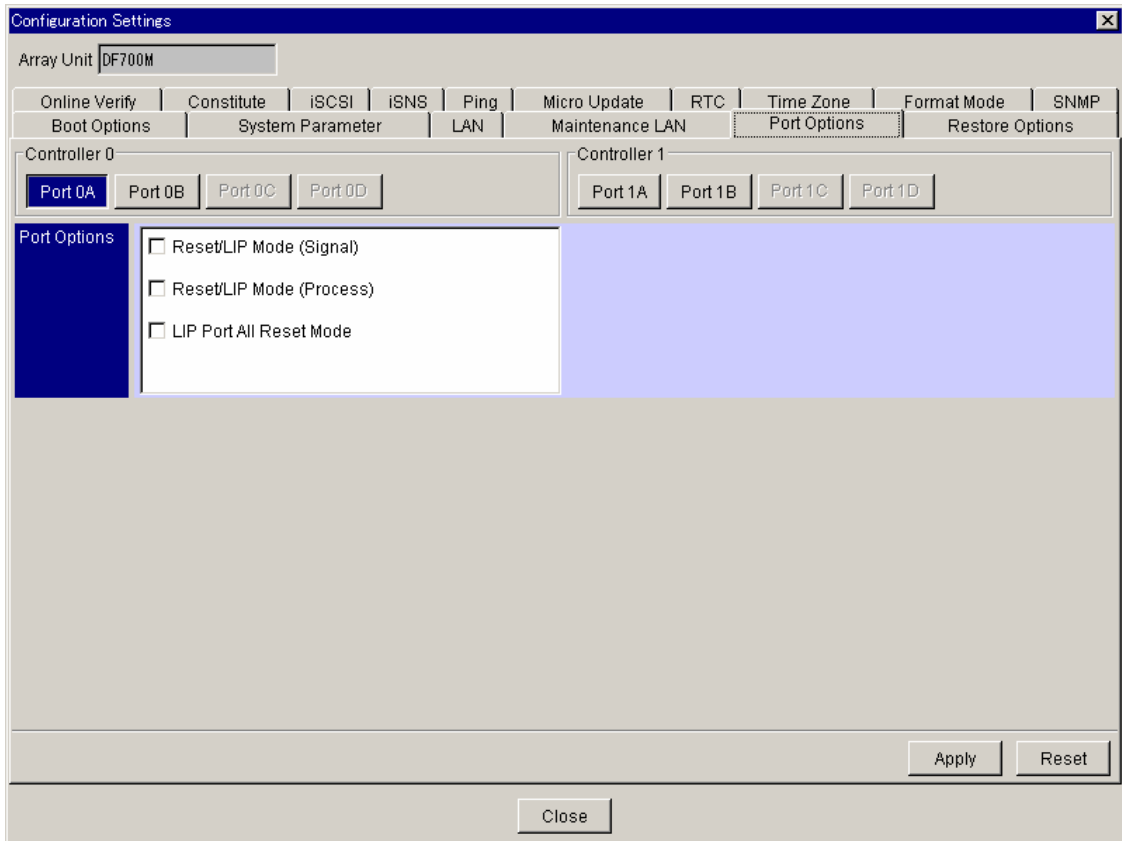 Configuration Settings
Array Unit DF700M
Online Verify Constitute iSCSI iSNS Ping Micro Update RTC Time Zone Format Mode SNMP
Boot Options System Parameter LAN Maintenance LAN Port Options Restore Options
Controller 0 Controller 1
Port 0A Port 0B Port 0C Port 0D Port 1A Port 1B Port 1C Port 1D
Port Options
Reset/LIP Mode (Signal)
Reset/LIP Mode (Process)
LIP Port All Reset Mode
Apply Reset
Close